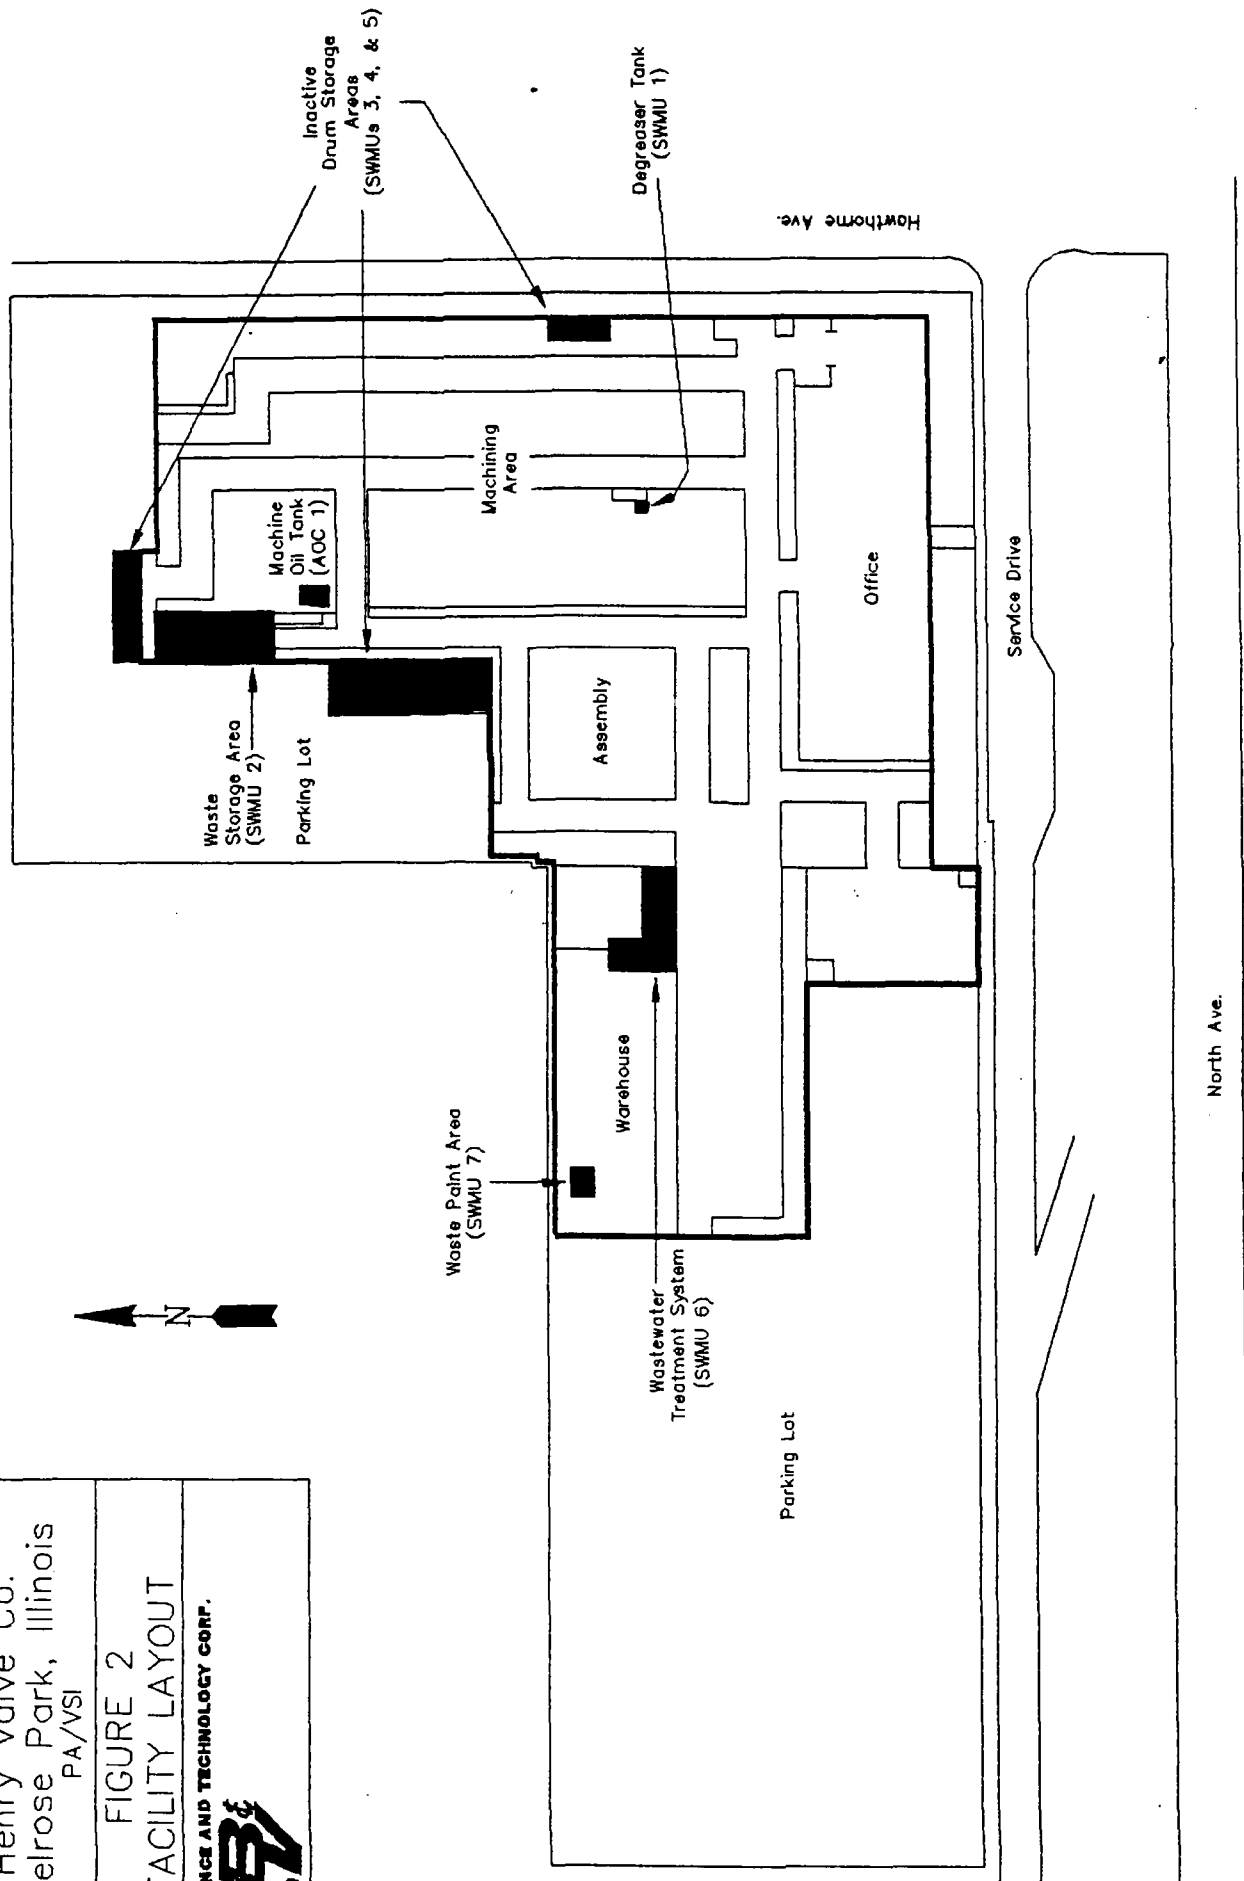 Inactive
Drum Storage
Areas
(SWMUs 3, 4, & 5)
Degreaser Tank
(SWMU 1)
Hawthorne Ave.
Machining
Area
Machine
Oil Tank
(AOC 1)
Office
Service Drive
Waste
Storage Area
(SWMU 2)
Parking Lot
Assembly
Warehouse
Waste Paint Area
(SWMU 7)
Wastewater
Treatment System
(SWMU 6)
Parking Lot
North Ave.
N
Henry Valve Co.
elrose Park, Illinois
PA/VSI
FIGURE 2
ACILITY LAYOUT
NCE AND TECHNOLOGY CORP.